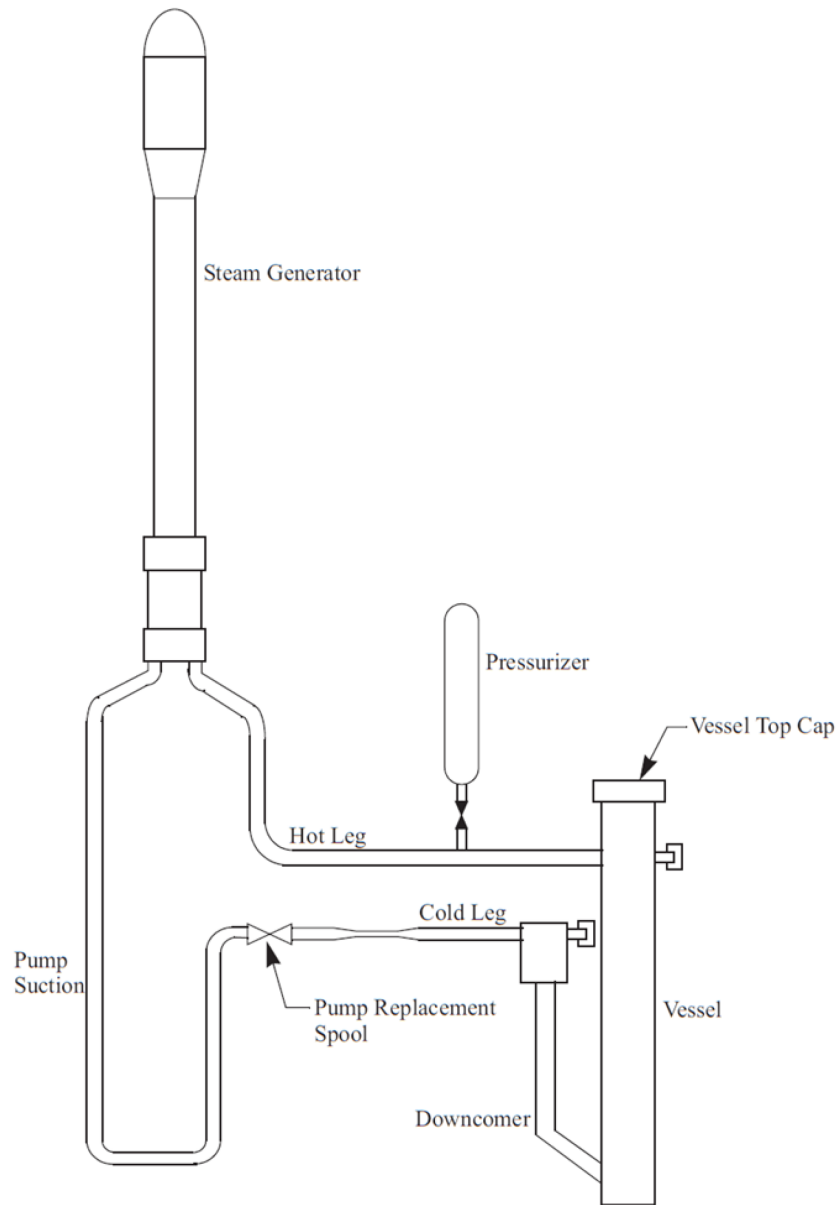 Steam Generator
Pressurizer
Vessel Top Cap
Hot Leg
Cold Leg
Pump
Suction
Pump Replacement
Spool
Vessel
Downcomer